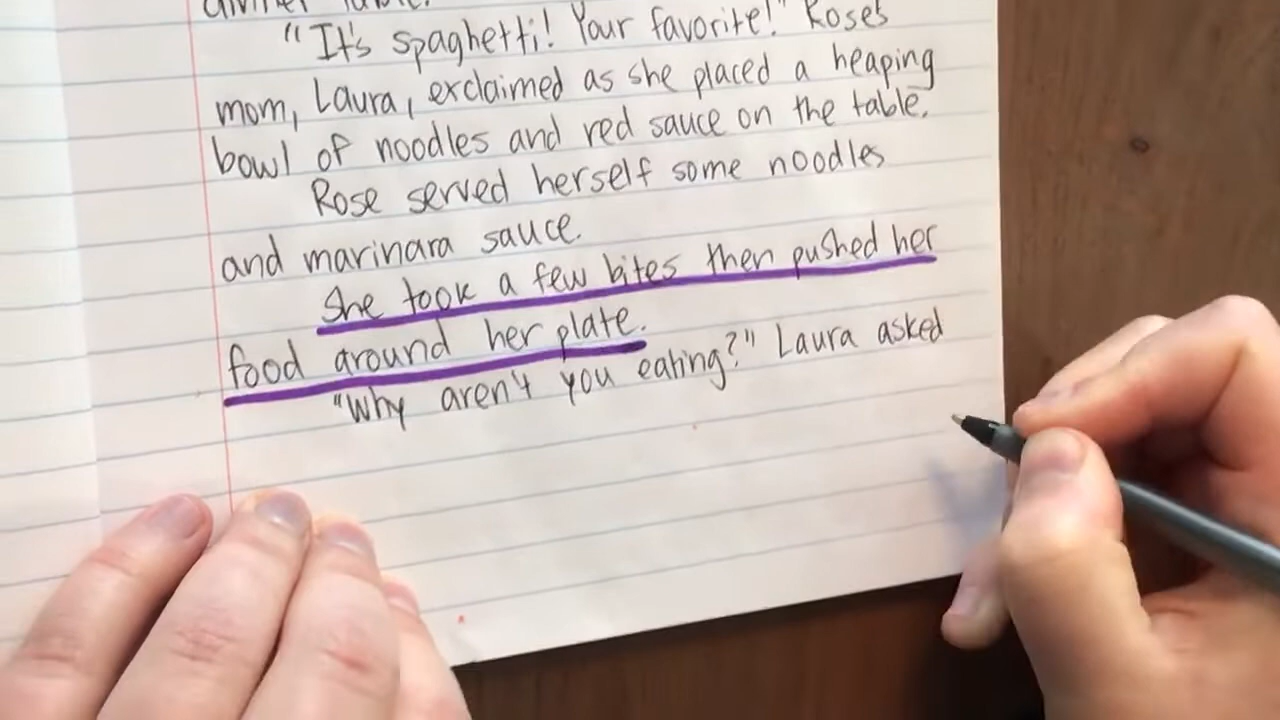 "It's spaghetti! Your favorite!" Rose's
mom, Laura, exclaimed as she placed a heaping
bowl of noodles and red sauce on the table.
Rose served herself some noodles
and marinara sauce.
She took a few bites then pushed her
food around her plate.
"Why aren't you eating?" Laura asked